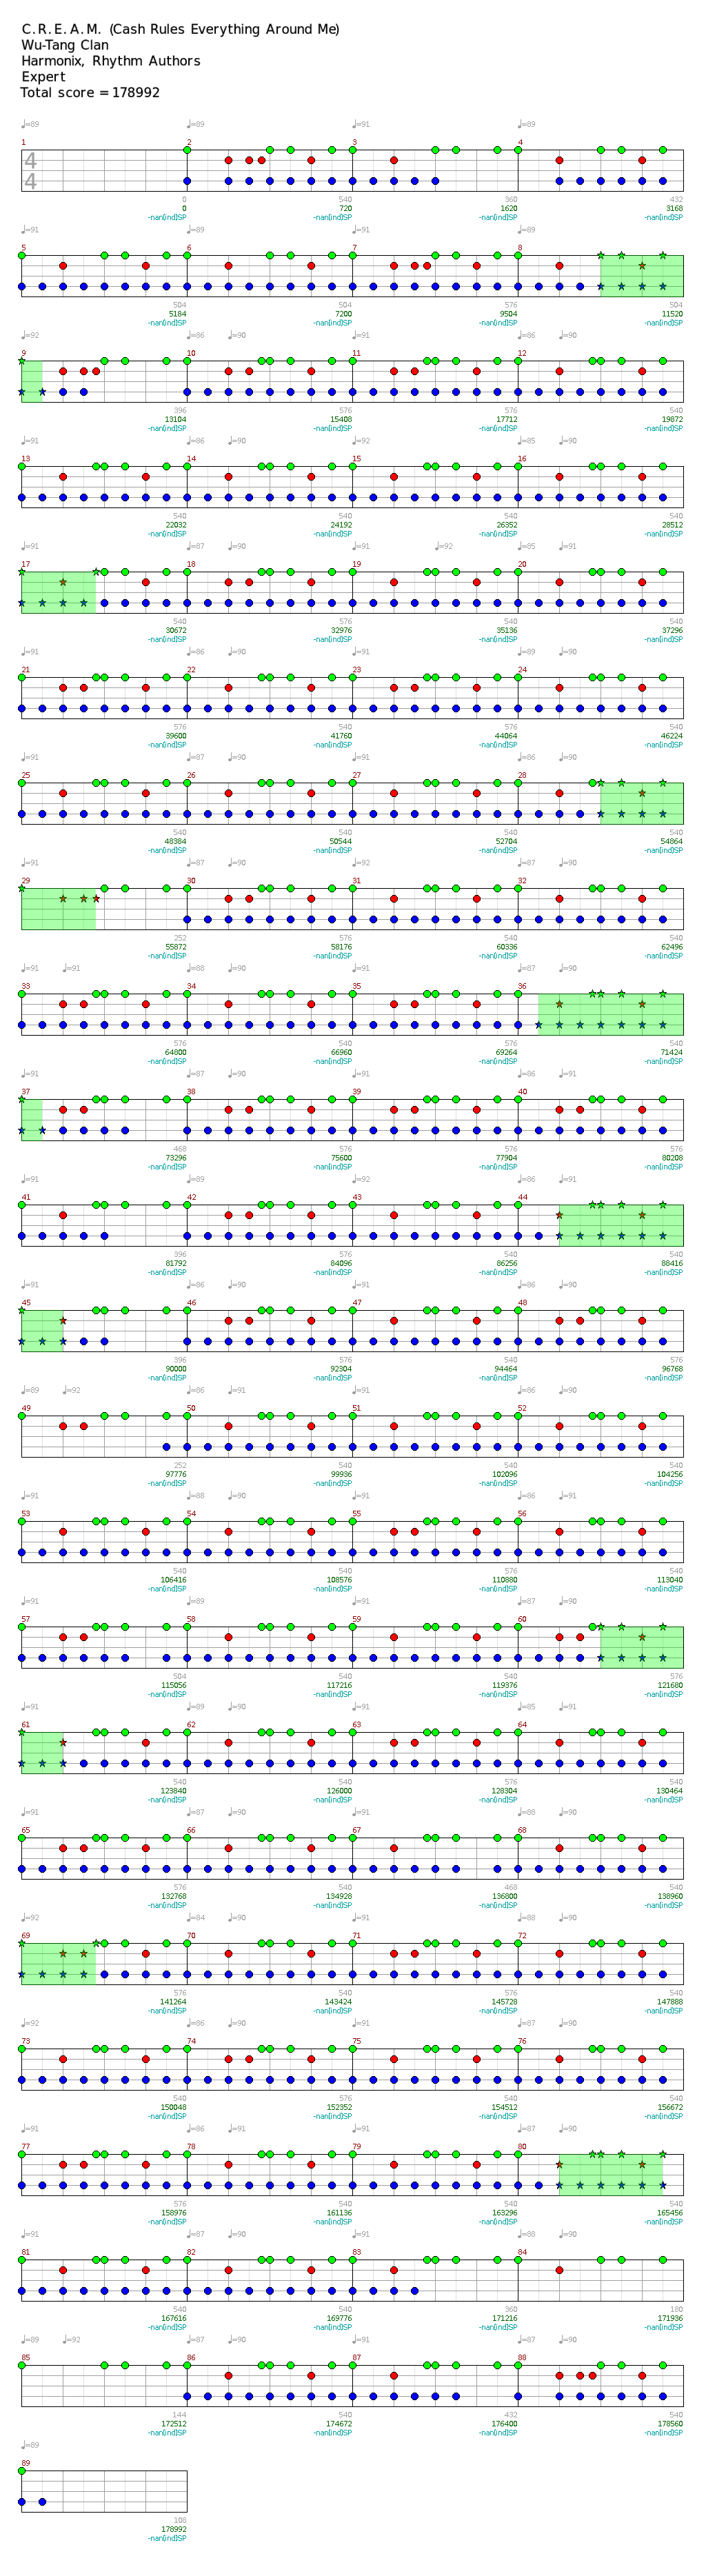 C.R.E.A.M. (Cash Rules Everything Around Me)
Wu-Tang Clan
Harmonix, Rhythm Authors
Expert
Total score = 178992
♩=89 ♩=89 ♩=91 ♩=89
1 2 3 4
4
4
0 540 360 432
0 720 1620 3168
-nan(ind)SP -nan(ind)SP -nan(ind)SP -nan(ind)SP
♩=91 ♩=89 ♩=91 ♩=89
5 6 7 8
504 504 576 504
5184 7200 9504 11520
-nan(ind)SP -nan(ind)SP -nan(ind)SP -nan(ind)SP
♩=92 ♩=86 ♩=90 ♩=91 ♩=91
9 10 11 12
396 576 576 540
13104 15408 17712 19872
-nan(ind)SP -nan(ind)SP -nan(ind)SP -nan(ind)SP
♩=91 ♩=86 ♩=90 ♩=92 ♩=85 ♩=90
13 14 15 16
540 540 540 540
22032 24192 26352 28512
-nan(ind)SP -nan(ind)SP -nan(ind)SP -nan(ind)SP
♩=91 ♩=87 ♩=90 ♩=91 ♩=92 ♩=85 ♩=91
17 18 19 20
540 576 540 540
30672 32976 35136 37296
-nan(ind)SP -nan(ind)SP -nan(ind)SP -nan(ind)SP
♩=91 ♩=86 ♩=90 ♩=91 ♩=89 ♩=90
21 22 23 24
576 540 576 540
39600 41760 44064 46224
-nan(ind)SP -nan(ind)SP -nan(ind)SP -nan(ind)SP
♩=91 ♩=87 ♩=90 ♩=91 ♩=86 ♩=90
25 26 27 28
540 540 540 540
48384 50544 52704 54864
-nan(ind)SP -nan(ind)SP -nan(ind)SP -nan(ind)SP
♩=91 ♩=87 ♩=90 ♩=92 ♩=87 ♩=90
29 30 31 32
252 576 540 540
55872 58176 60336 62496
-nan(ind)SP -nan(ind)SP -nan(ind)SP -nan(ind)SP
♩=91 ♩=91 ♩=88 ♩=90 ♩=91 ♩=87 ♩=90
33 34 35 36
576 540 576 540
64800 66960 69264 71424
-nan(ind)SP -nan(ind)SP -nan(ind)SP -nan(ind)SP
♩=91 ♩=87 ♩=90 ♩=91 ♩=86 ♩=91
37 38 39 40
468 576 576 576
73296 75600 77904 80208
-nan(ind)SP -nan(ind)SP -nan(ind)SP -nan(ind)SP
♩=91 ♩=89 ♩=92 ♩=86 ♩=91
41 42 43 44
396 576 540 540
81792 84096 86256 88416
-nan(ind)SP -nan(ind)SP -nan(ind)SP -nan(ind)SP
♩=91 ♩=86 ♩=90 ♩=91 ♩=86 ♩=90
45 46 47 48
396 576 540 576
90000 92304 94464 96768
-nan(ind)SP -nan(ind)SP -nan(ind)SP -nan(ind)SP
♩=89 ♩=92 ♩=86 ♩=91 ♩=91 ♩=86 ♩=90
49 50 51 52
252 540 540 540
97776 99936 102096 104256
-nan(ind)SP -nan(ind)SP -nan(ind)SP -nan(ind)SP
♩=91 ♩=88 ♩=90 ♩=91 ♩=86 ♩=91
53 54 55 56
540 540 576 540
106416 108576 110880 113040
-nan(ind)SP -nan(ind)SP -nan(ind)SP -nan(ind)SP
♩=91 ♩=89 ♩=91 ♩=87 ♩=90
57 58 59 60
504 540 540 576
115056 117216 119376 121680
-nan(ind)SP -nan(ind)SP -nan(ind)SP -nan(ind)SP
♩=91 ♩=89 ♩=91 ♩=85 ♩=91
61 62 63 64
540 540 576 540
123840 126000 128304 130464
-nan(ind)SP -nan(ind)SP -nan(ind)SP -nan(ind)SP
♩=91 ♩=87 ♩=90 ♩=91 ♩=88 ♩=90
65 66 67 68
576 540 468 540
132768 134928 136800 138960
-nan(ind)SP -nan(ind)SP -nan(ind)SP -nan(ind)SP
♩=92 ♩=84 ♩=90 ♩=91 ♩=88 ♩=90
69 70 71 72
576 540 576 540
141264 143424 145728 147888
-nan(ind)SP -nan(ind)SP -nan(ind)SP -nan(ind)SP
♩=92 ♩=86 ♩=90 ♩=91 ♩=87 ♩=90
73 74 75 76
540 576 540 540
150048 152352 154512 156672
-nan(ind)SP -nan(ind)SP -nan(ind)SP -nan(ind)SP
♩=91 ♩=86 ♩=91 ♩=91 ♩=87 ♩=90
77 78 79 80
576 540 540 540
158976 161136 163296 165456
-nan(ind)SP -nan(ind)SP -nan(ind)SP -nan(ind)SP
♩=91 ♩=87 ♩=90 ♩=91 ♩=88 ♩=90
81 82 83 84
540 540 360 180
167616 169776 171216 171936
-nan(ind)SP -nan(ind)SP -nan(ind)SP -nan(ind)SP
♩=89 ♩=92 ♩=87 ♩=90 ♩=91 ♩=87 ♩=90
85 86 87 88
144 540 432 540
172512 174672 176400 178560
-nan(ind)SP -nan(ind)SP -nan(ind)SP -nan(ind)SP
♩=89
89
108
178992
-nan(ind)SP